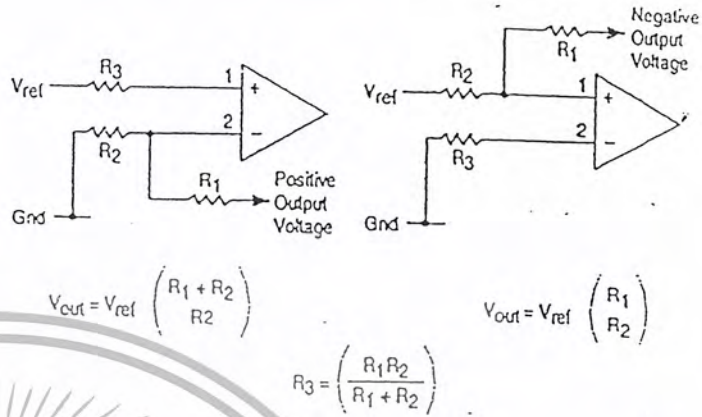 Vref
R3
1
+
2
−
R2
R1
Positive
Output
Voltage
Gnd
Vout = Vref (R1 + R2
R2)
Negative
Output
Voltage
R1
R2
Vref
1
+
2
−
R3
Gnd
Vout = Vref (R1
R2)
R3 = (R1R2
R1 + R2)